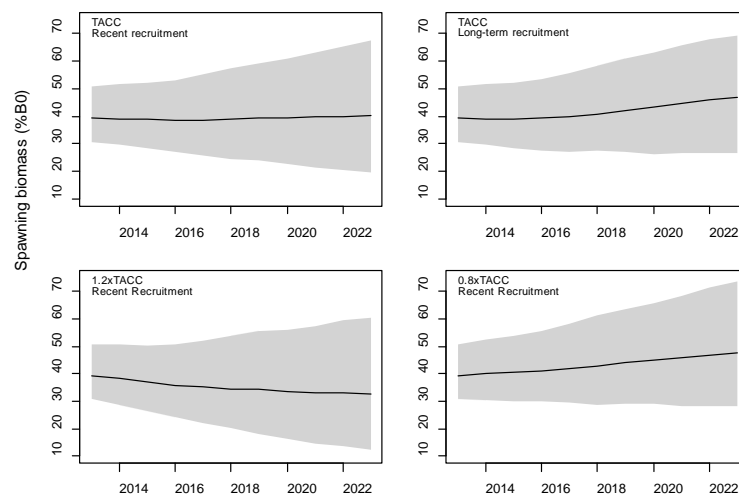 TACC
Recent recruitment
70
60
50
40
30
20
10
2014 2016 2018 2020 2022
TACC
Long-term recruitment
70
60
50
40
30
20
10
2014 2016 2018 2020 2022
Spawning biomass (%B0)
1.2xTACC
Recent Recruitment
70
60
50
40
30
20
10
2014 2016 2018 2020 2022
0.8xTACC
Recent Recruitment
70
60
50
40
30
20
10
2014 2016 2018 2020 2022